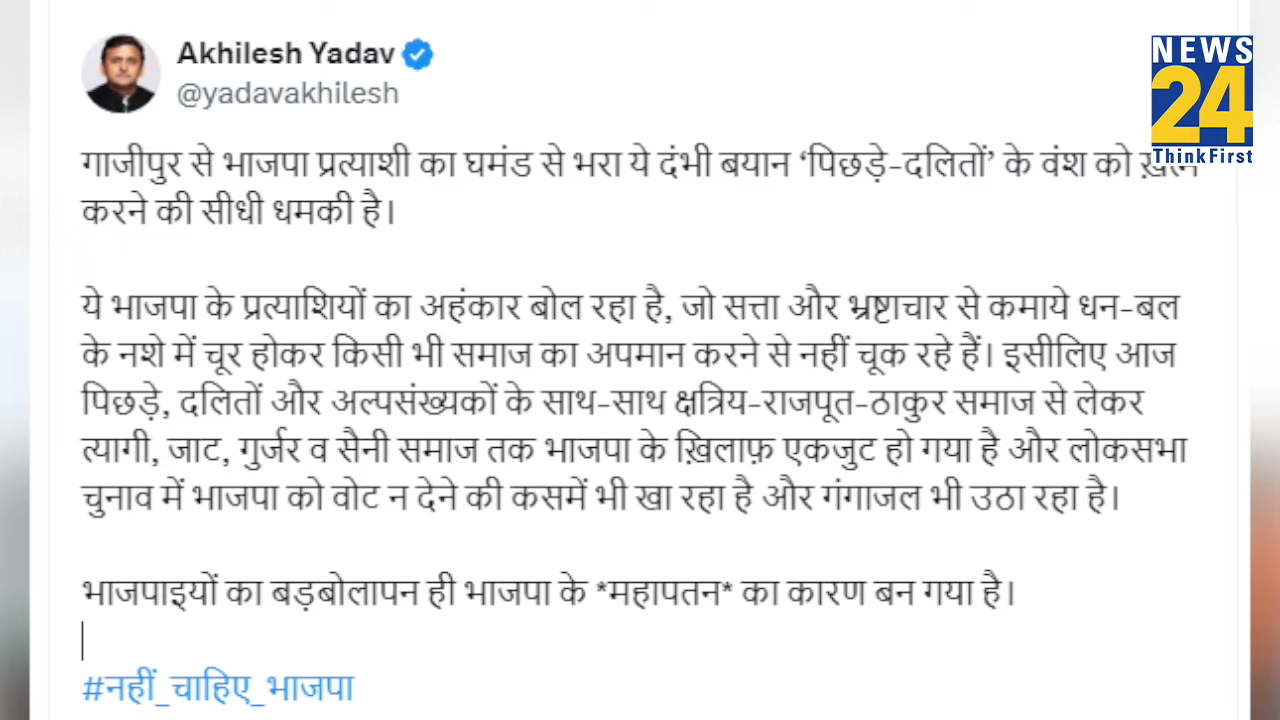 Akhilesh Yadav
@yadavakhilesh
NEWS
24
ThinkFirst
गाजीपुर से भाजपा प्रत्याशी का घमंड से भरा ये दंभी बयान ‘पिछड़े-दलितों’ के वंश को
करने की सीधी धमकी है।
ये भाजपा के प्रत्याशियों का अहंकार बोल रहा है, जो सत्ता और भ्रष्टाचार से कमाये धन-बल
के नशे में चूर होकर किसी भी समाज का अपमान करने से नहीं चूक रहे हैं। इसीलिए आज
पिछड़े, दलितों और अल्पसंख्यकों के साथ-साथ क्षत्रिय-राजपूत-ठाकुर समाज से लेकर
त्यागी, जाट, गुर्जर व सैनी समाज तक भाजपा के ख़िलाफ़ एकजुट हो गया है और लोकसभा
चुनाव में भाजपा को वोट न देने की कसमें भी खा रहा है और गंगाजल भी उठा रहा है।
भाजपाइयों का बड़बोलापन ही भाजपा के *महापतन* का कारण बन गया है।
#नहीं_चाहिए_भाजपा